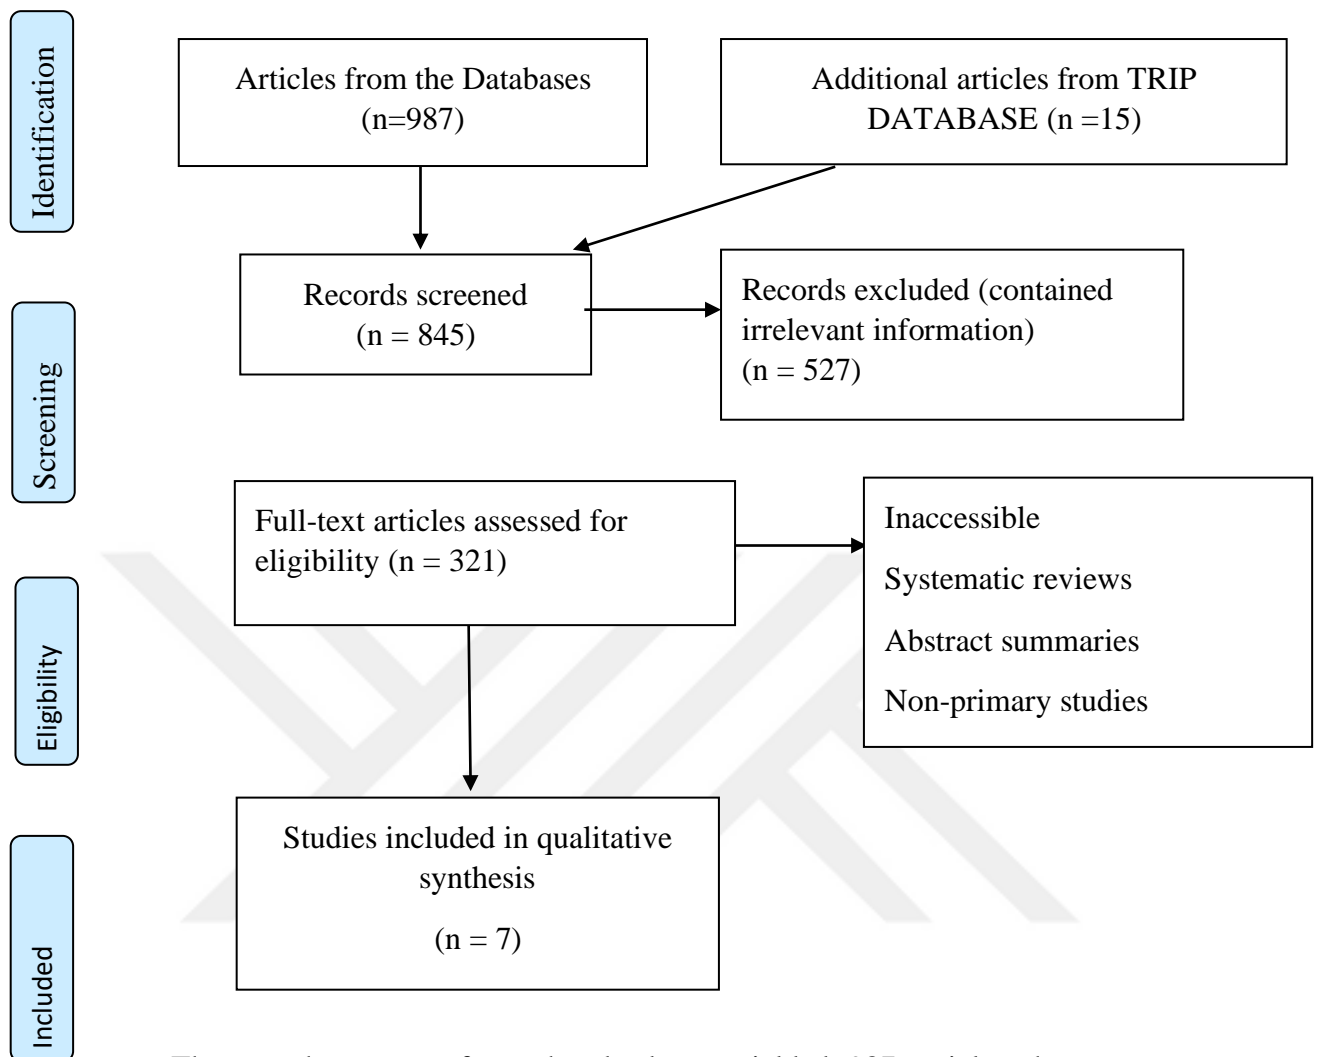 Identification
Articles from the Databases
(n=987)
Additional articles from TRIP
DATABASE (n =15)
Screening
Records screened
(n = 845)
Records excluded (contained
irrelevant information)
(n = 527)
Eligibility
Full-text articles assessed for
eligibility (n = 321)
Inaccessible
Systematic reviews
Abstract summaries
Non-primary studies
Included
Studies included in qualitative
synthesis
(n = 7)